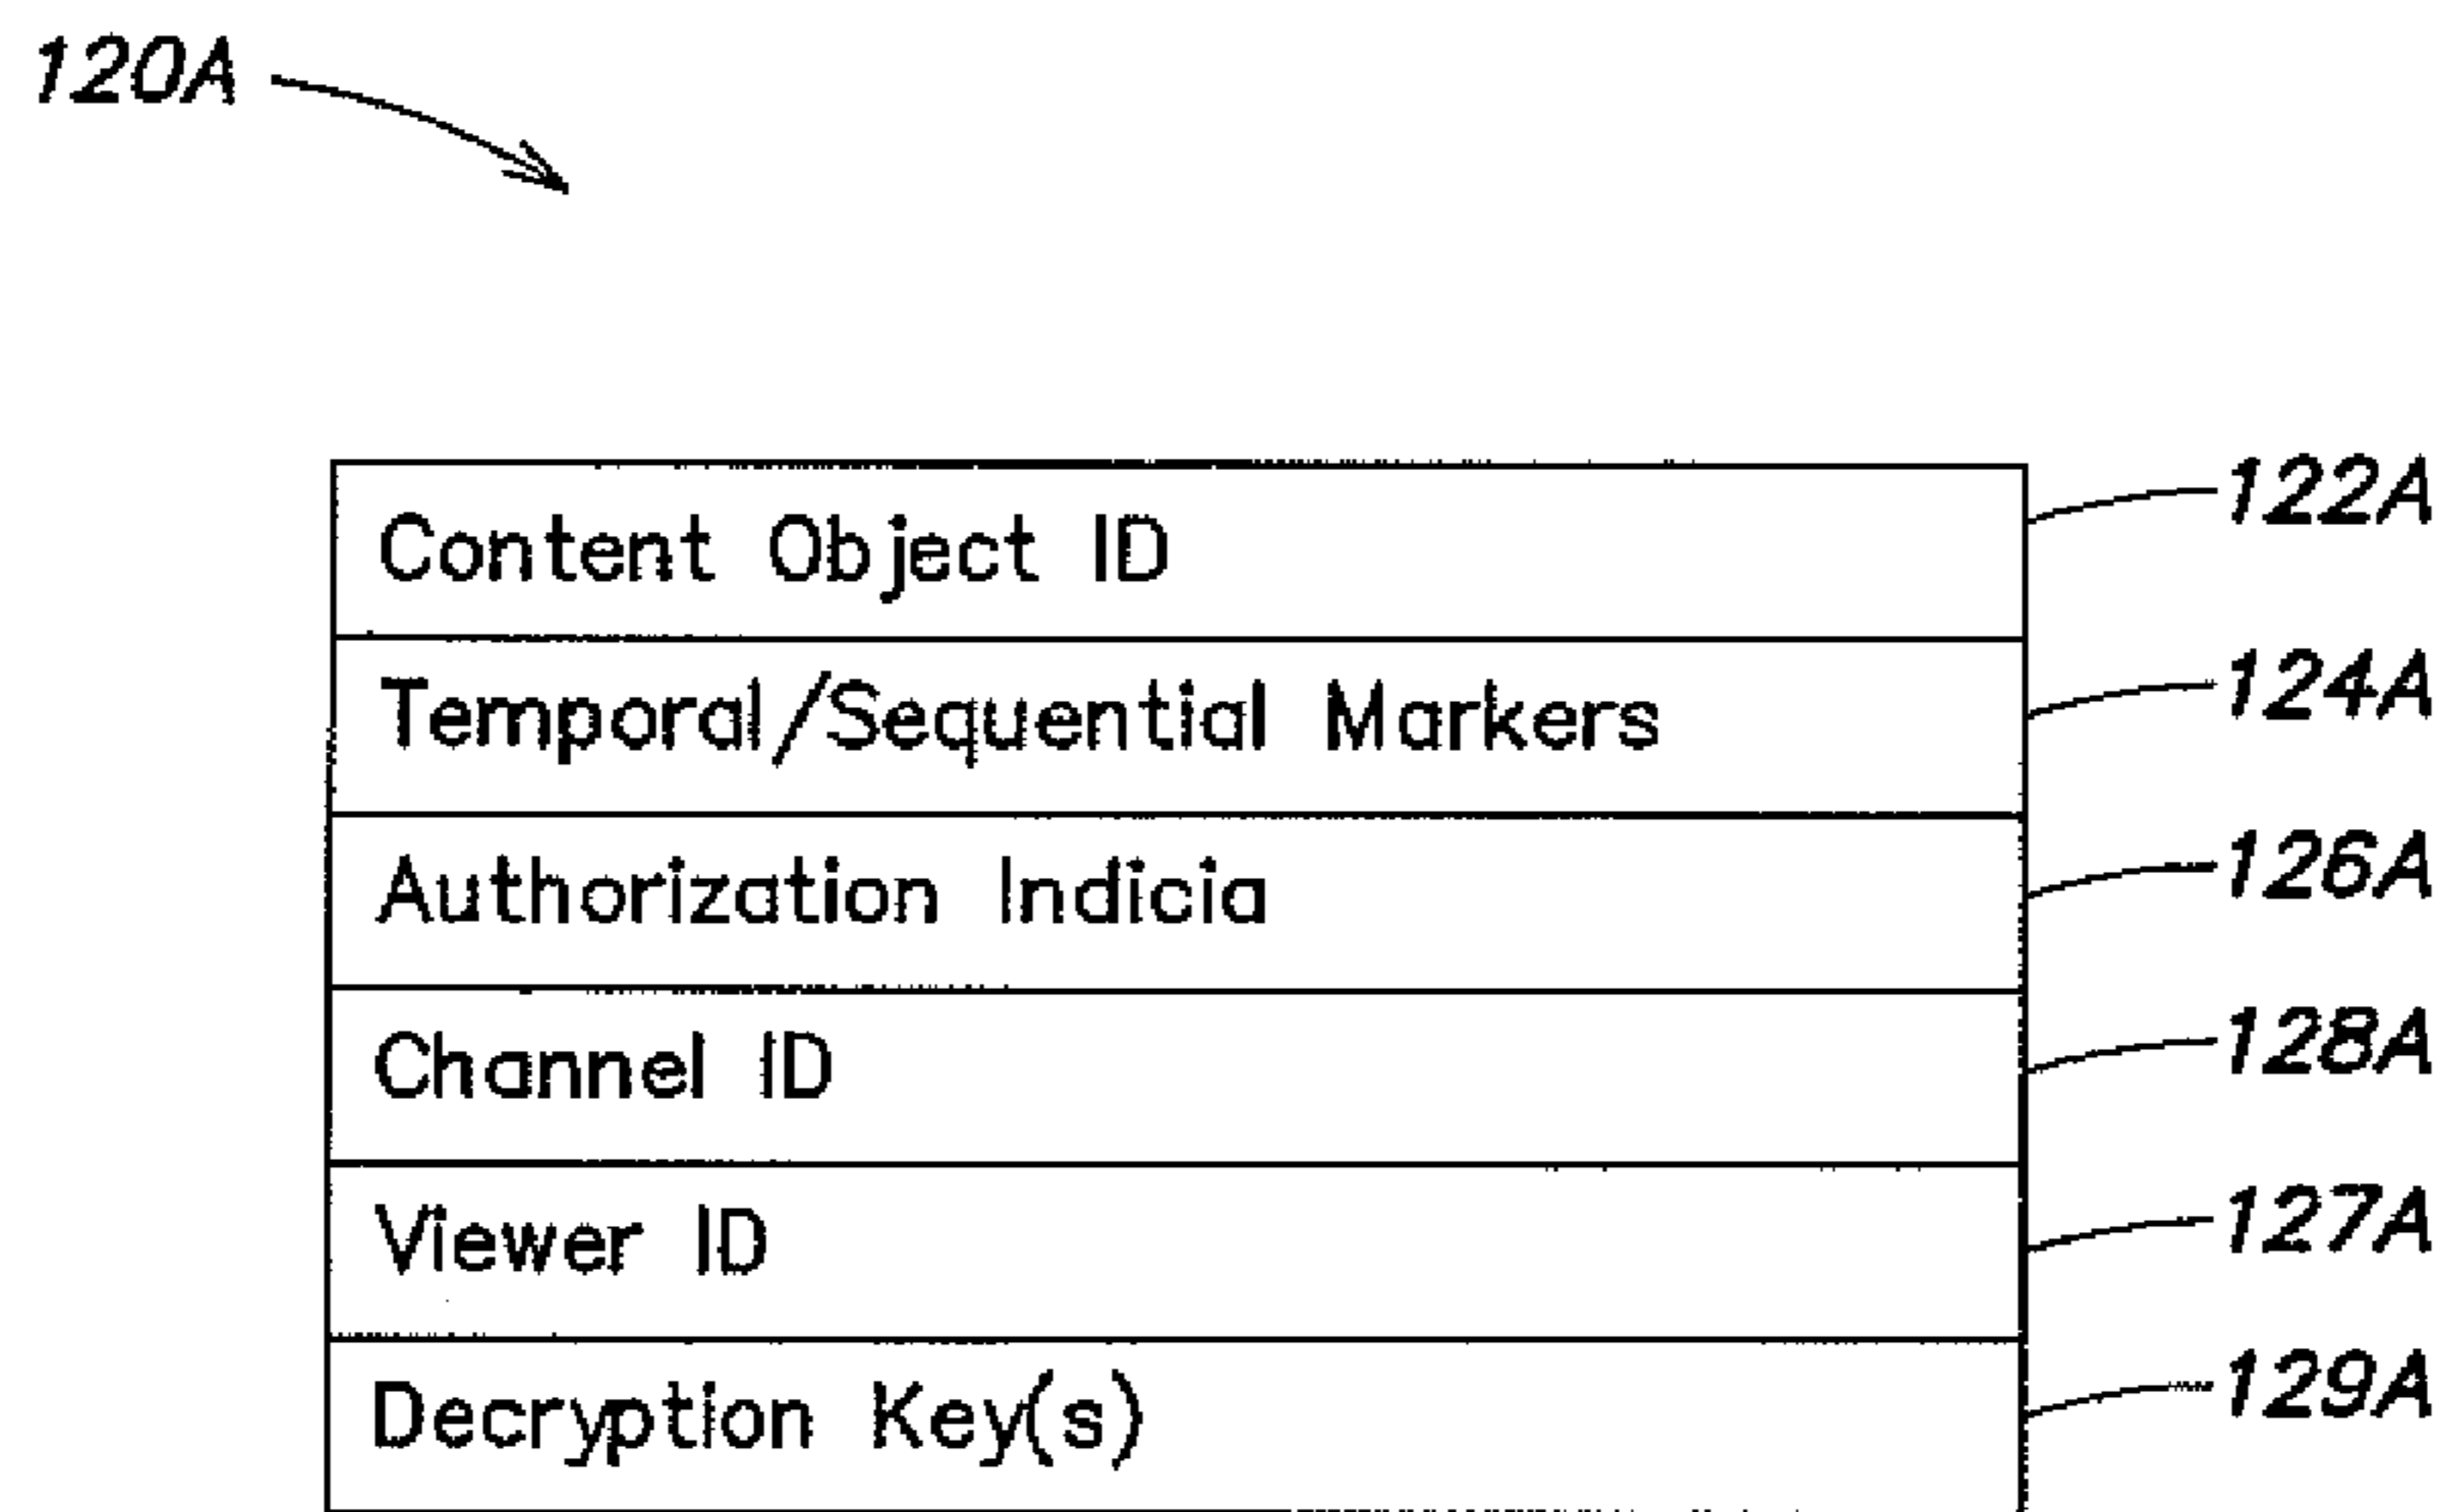 120A
Content Object ID 122A
Temporal/Sequential Markers 124A
Authorization Indicia 126A
Channel ID 128A
Viewer ID 127A
Decryption Key(s) 129A